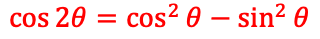 cos 2θ = cos² θ − sin² θ